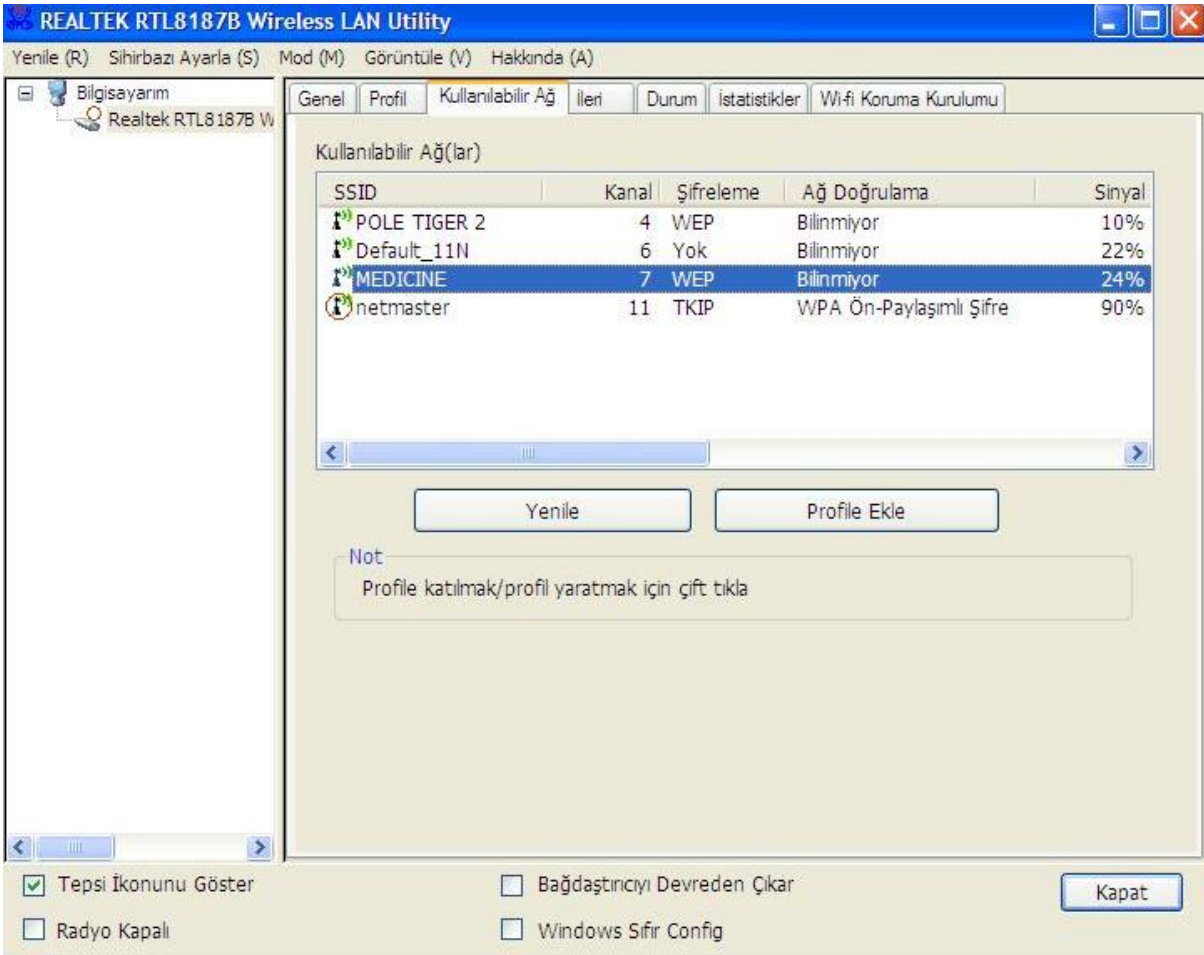 REALTEK RTL8187B Wireless LAN Utility
Yenile (R) Sihirbazı Ayarla (S) Mod (M) Görüntüle (V) Hakkında (A)
Bilgisayarım
Realtek RTL8187B W
Genel Profil Kullanılabilir Ağ İleri Durum İstatistikler Wi-fi Koruma Kurulumu
Kullanılabilir Ağ(lar)
SSID Kanal Şifreleme Ağ Doğrulama Sinyal
POLE TIGER 2 4 WEP Bilinmiyor 10%
Default_11N 6 Yok Bilinmiyor 22%
MEDICINE 7 WEP Bilinmiyor 24%
netmaster 11 TKIP WPA Ön-Paylaşımlı Şifre 90%
Yenile Profile Ekle
Not
Profile katılmak/profil yaratmak için çift tıkla
Tepsi İkonunu Göster Bağdaştırıcıyı Devreden Çıkar Kapat
Radyo Kapalı Windows Sıfır Config